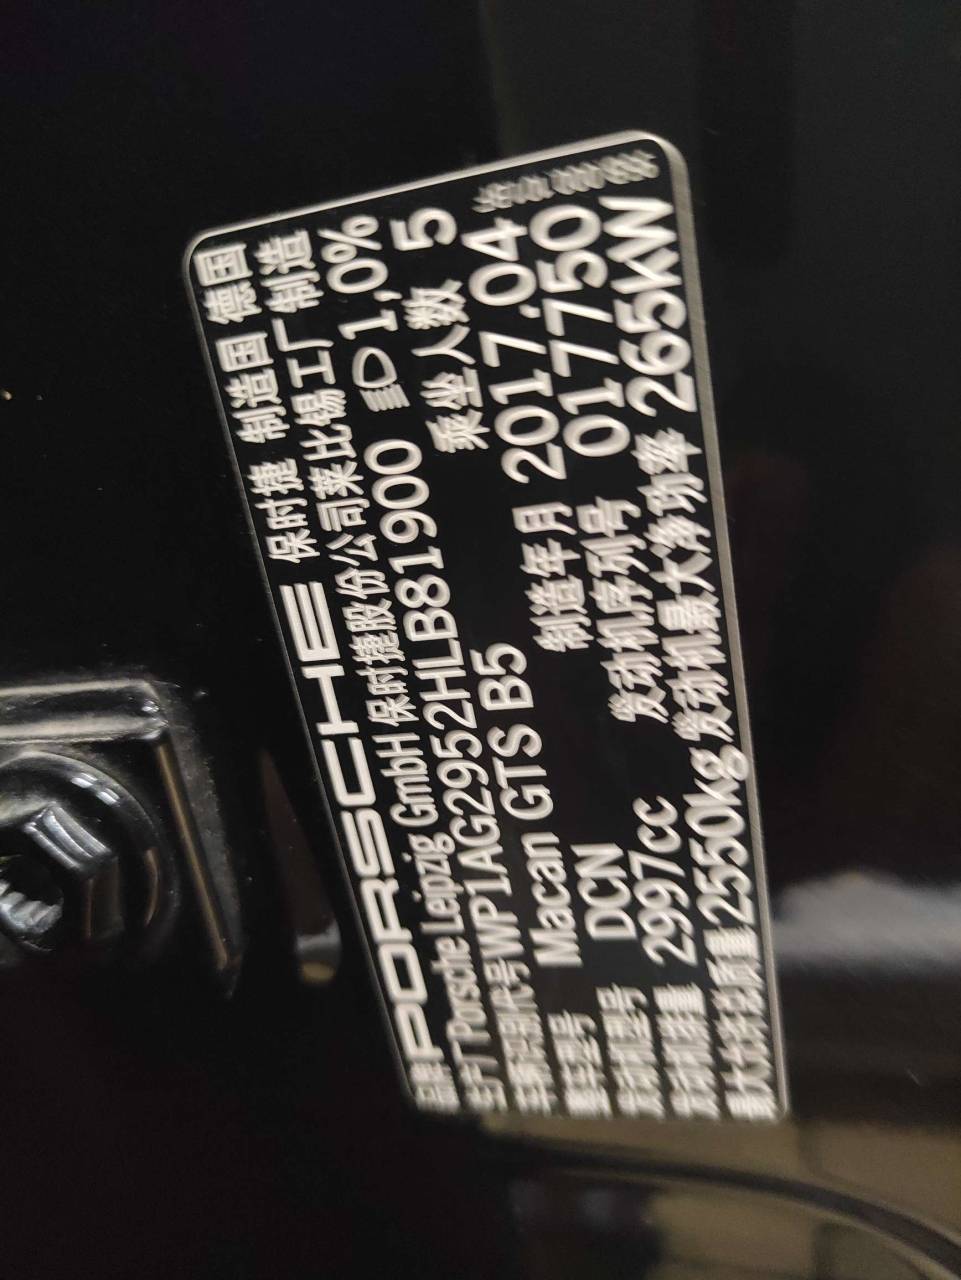 品牌 PORSCHE 保时捷 制造国 德国
生产厂 Porsche Leipzig GmbH 保时捷股份公司莱比锡工厂 制造
车辆识别代号 WP1AG2952HLB81900 1,0%
整车型号 Macan GTS B5 乘坐人数 5
发动机型号 DCN 制造年月 2017.04
发动机排量 2997cc 发动机序列号 017750
最大允许总质量 2550kg 发动机最大净功率 265kW